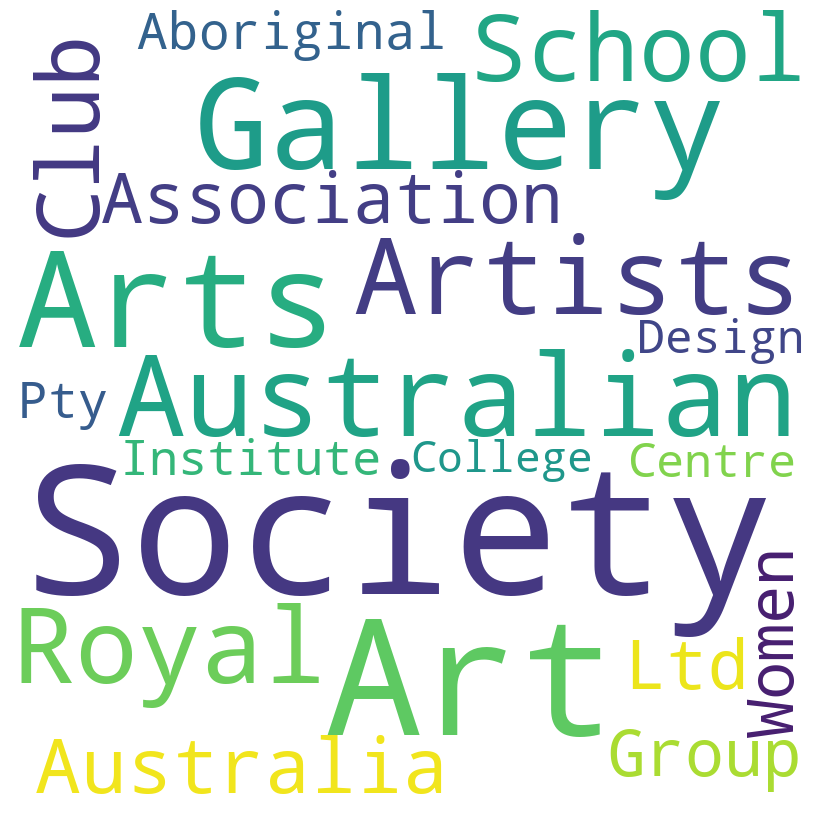 Aboriginal
School
Club
Gallery
Association
Arts
Artists
Design
Australian
Pty
Institute
College
Centre
Society
Royal
Art
Ltd
Women
Australia
Group